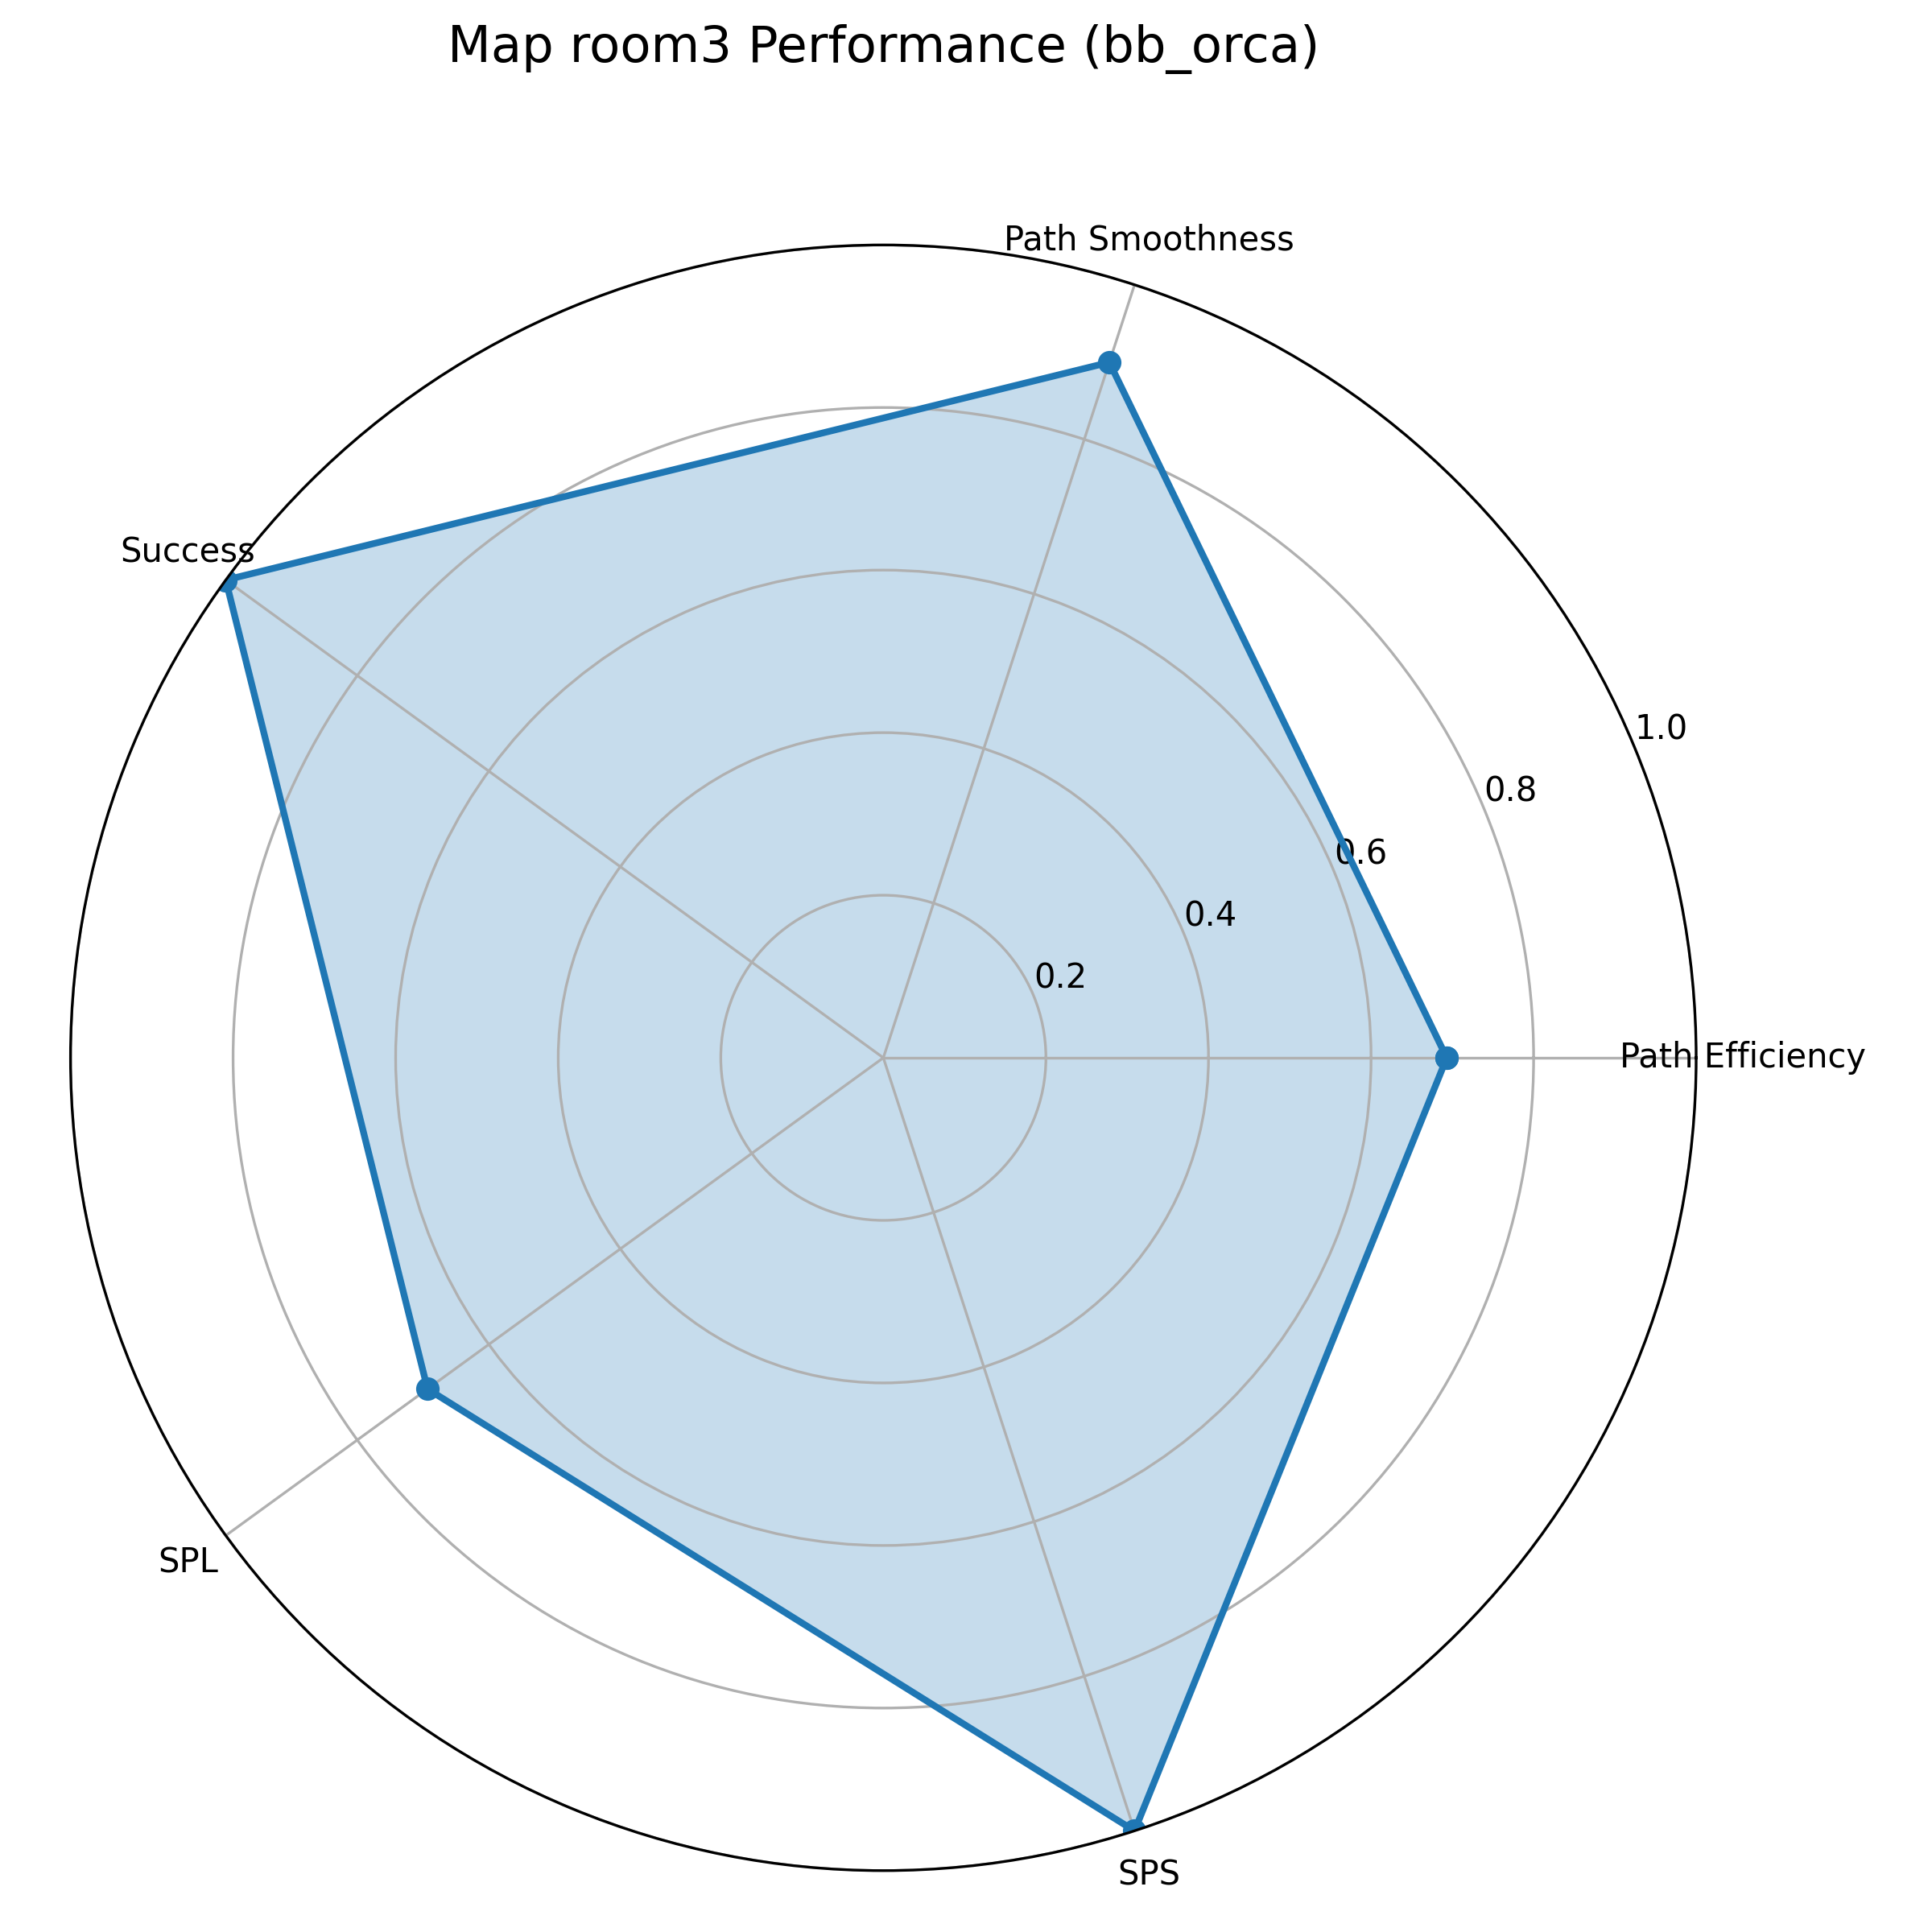 Map room3 Performance (bb_orca)
Path Smoothness
Success
1.0
0.8
0.6
0.4
0.2
Path Efficiency
SPL
SPS